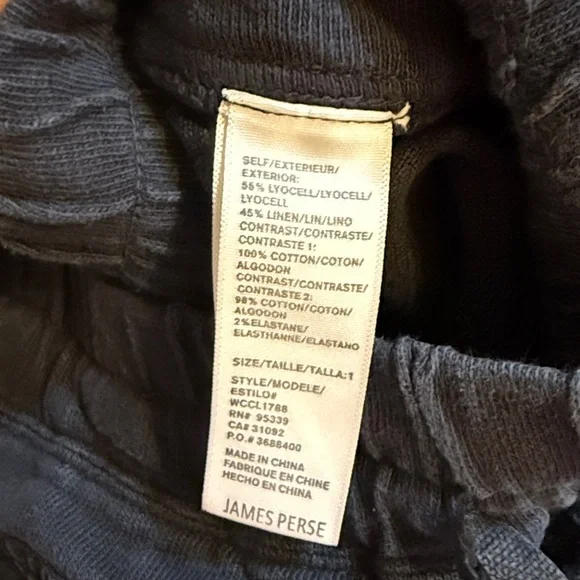 SELF/EXTERIEUR/
EXTERIOR:
55% LYOCELL/LYOCELL/
LYOCELL
45% LINEN/LIN/LINO
CONTRAST/CONTRASTE/
CONTRASTE 1:
100% COTTON/COTON/
ALGODON
CONTRAST/CONTRASTE/
CONTRASTE 2:
98% COTTON/COTON/
ALGODON
2%ELASTANE/
ELASTHANNE/ELASTANO
SIZE/TAILLE/TALLA:1
STYLE/MODELE/
ESTILO#
WCCL1788
RN# 95339
CA# 31092
P.O.# 3688400
MADE IN CHINA
FABRIQUE EN CHINE
HECHO EN CHINA
JAMES PERSE